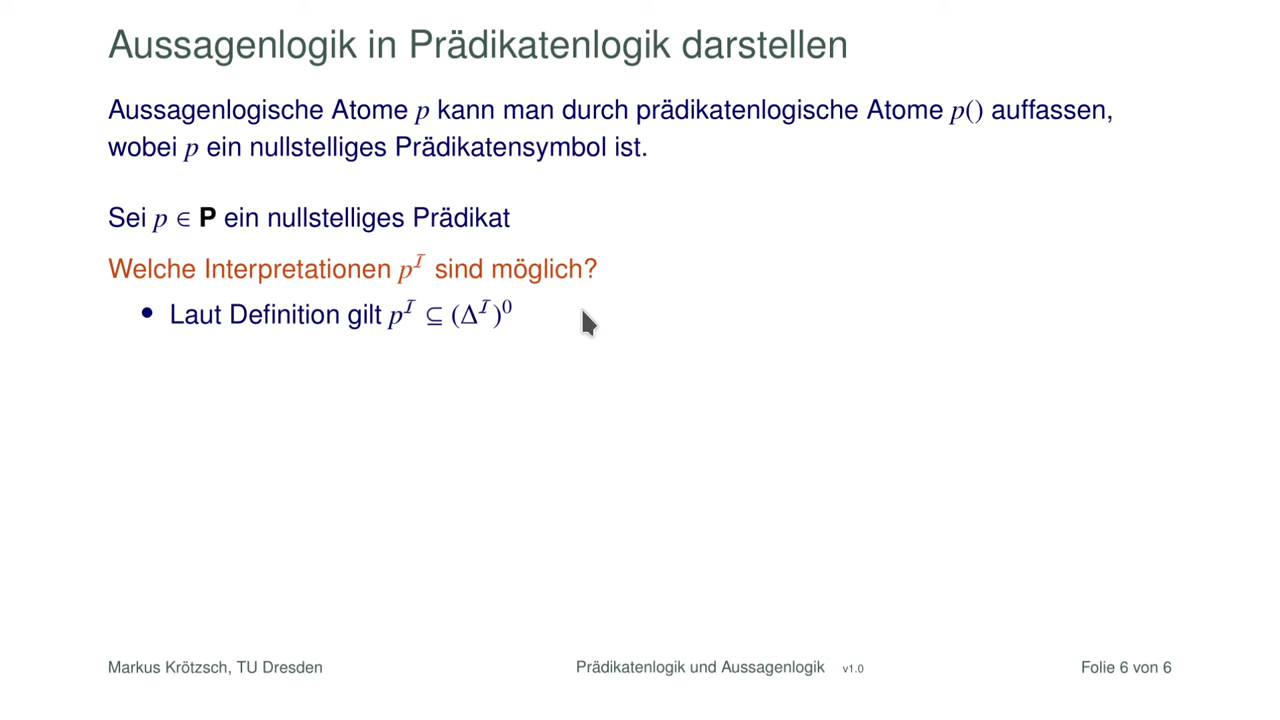 Aussagenlogik in Prädikatenlogik darstellen
Aussagenlogische Atome p kann man durch prädikatenlogische Atome p() auffassen,
wobei p ein nullstelliges Prädikatensymbol ist.
Sei p ∈ P ein nullstelliges Prädikat
Welche Interpretationen p^ℐ sind möglich?
• Laut Definition gilt p^ℐ ⊆ (Δ^ℐ)^0
Markus Krötzsch, TU Dresden Prädikatenlogik und Aussagenlogik v1.0 Folie 6 von 6